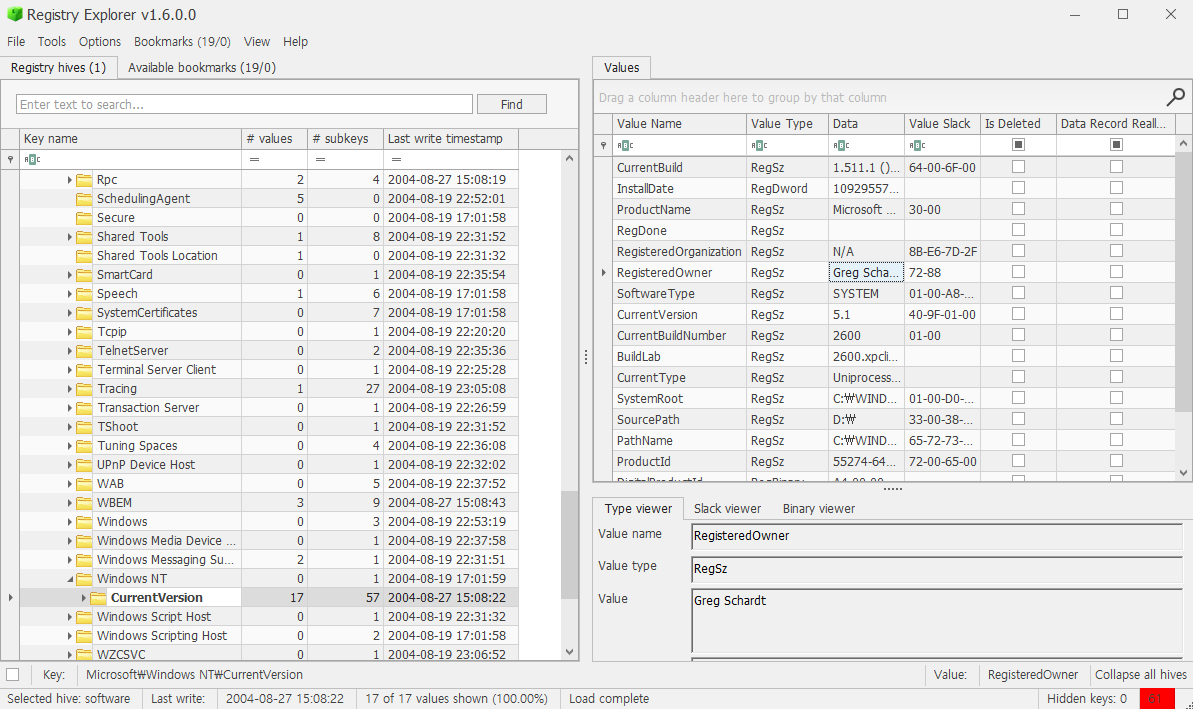 Registry Explorer v1.6.0.0
File Tools Options Bookmarks (19/0) View Help
Registry hives (1) Available bookmarks (19/0)
Enter text to search... Find
Key name # values # subkeys Last write timestamp
= = =
Rpc 2 4 2004-08-27 15:08:19
SchedulingAgent 5 0 2004-08-19 22:52:01
Secure 0 0 2004-08-19 17:01:58
Shared Tools 1 8 2004-08-19 22:31:52
Shared Tools Location 1 0 2004-08-19 22:31:32
SmartCard 0 1 2004-08-19 22:35:54
Speech 1 6 2004-08-19 17:01:58
SystemCertificates 0 7 2004-08-19 17:01:58
Tcpip 0 1 2004-08-19 22:20:20
TelnetServer 0 2 2004-08-19 22:35:36
Terminal Server Client 0 1 2004-08-19 22:25:28
Tracing 1 27 2004-08-19 23:05:08
Transaction Server 0 1 2004-08-19 22:26:59
TShoot 0 1 2004-08-19 22:31:52
Tuning Spaces 0 4 2004-08-19 22:36:08
UPnP Device Host 0 1 2004-08-19 22:32:02
WAB 0 5 2004-08-19 22:37:52
WBEM 3 9 2004-08-27 15:08:43
Windows 0 3 2004-08-19 22:53:19
Windows Media Device ... 0 1 2004-08-19 22:37:58
Windows Messaging Su... 2 1 2004-08-19 22:31:51
Windows NT 0 1 2004-08-19 17:01:59
CurrentVersion 17 57 2004-08-27 15:08:22
Windows Script Host 0 1 2004-08-19 22:31:32
Windows Scripting Host 0 2 2004-08-19 17:01:58
WZCSVC 0 1 2004-08-19 23:06:52
Values
Drag a column header here to group by that column
Value Name Value Type Data Value Slack Is Deleted Data Record Reall...
CurrentBuild RegSz 1.511.1 ()... 64-00-6F-00
InstallDate RegDword 10929557...
ProductName RegSz Microsoft ... 30-00
RegDone RegSz
RegisteredOrganization RegSz N/A 8B-E6-7D-2F
RegisteredOwner RegSz Greg Scha... 72-88
SoftwareType RegSz SYSTEM 01-00-A8-...
CurrentVersion RegSz 5.1 40-9F-01-00
CurrentBuildNumber RegSz 2600 01-00
BuildLab RegSz 2600.xpcli...
CurrentType RegSz Uniprocess...
SystemRoot RegSz C:₩WIND... 01-00-D0-...
SourcePath RegSz D:₩ 33-00-38-...
PathName RegSz C:₩WIND... 65-72-73-...
ProductId RegSz 55274-64... 72-00-65-00
DigitalProductId RegBinary A4-00-00-...
Type viewer Slack viewer Binary viewer
Value name RegisteredOwner
Value type RegSz
Value Greg Schardt
Key: Microsoft₩Windows NT₩CurrentVersion Value: RegisteredOwner Collapse all hives
Selected hive: software Last write: 2004-08-27 15:08:22 17 of 17 values shown (100.00%) Load complete Hidden keys: 0 61